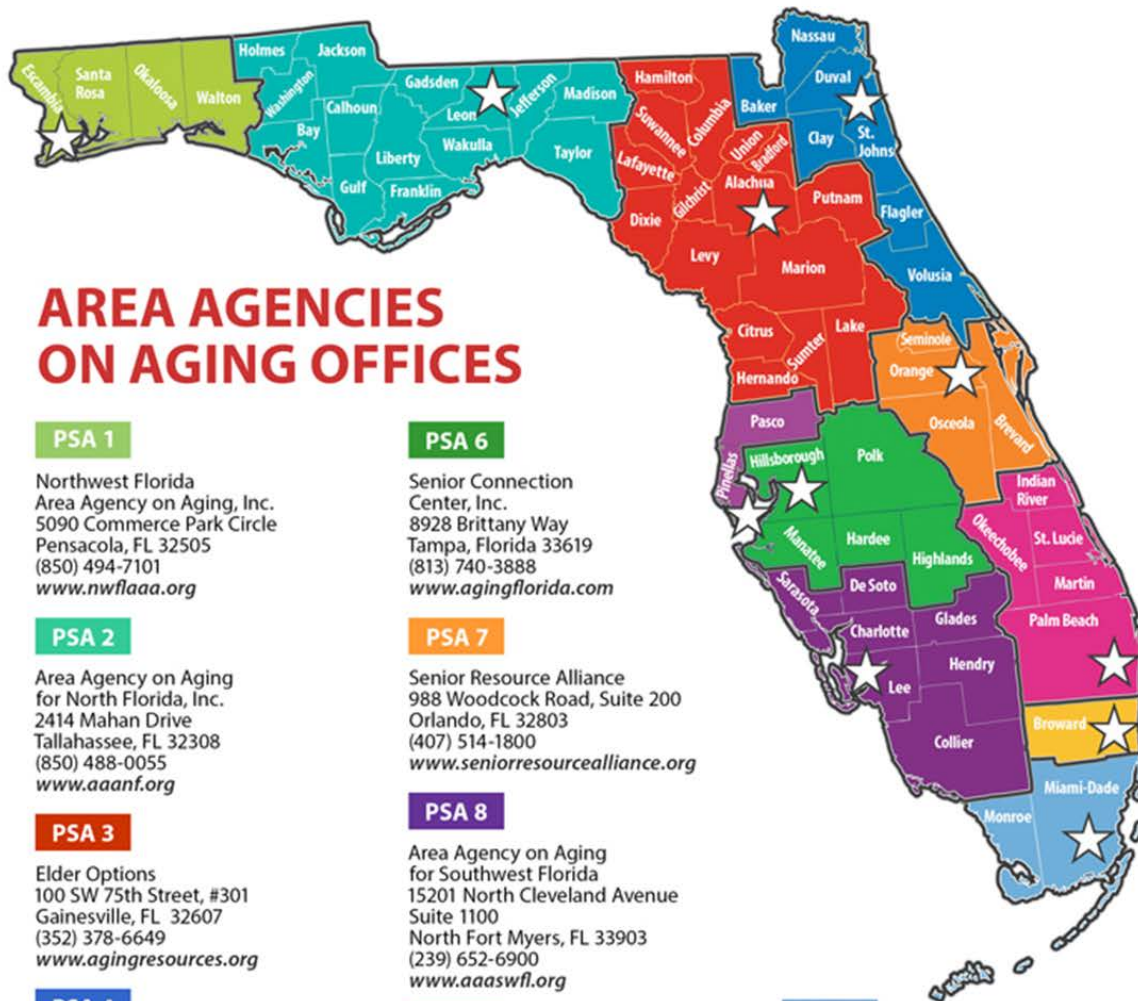 Nassau
Holmes
Jackson
Escambia
Santa
Rosa
Okaloosa
Walton
Washington
Gadsden
Leon
Jefferson
Madison
Hamilton
Suwannee
Columbia
Baker
Duval
Calhoun
Bay
Liberty
Wakulla
Taylor
Lafayette
Union
Bradford
Clay
St.
Johns
Gulf
Franklin
Dixie
Gilchrist
Alachua
Putnam
Flagler
Levy
Marion
Volusia
Citrus
Sumter
Lake
Hernando
Seminole
Orange
Osceola
Brevard
Pasco
Pinellas
Hillsborough
Polk
Indian
River
Manatee
Hardee
Highlands
Okeechobee
St. Lucie
Martin
Sarasota
De Soto
Charlotte
Glades
Palm Beach
Lee
Hendry
Collier
Broward
Miami-Dade
Monroe
AREA AGENCIES
ON AGING OFFICES
PSA 1
Northwest Florida
Area Agency on Aging, Inc.
5090 Commerce Park Circle
Pensacola, FL 32505
(850) 494-7101
www.nwflaaa.org
PSA 2
Area Agency on Aging
for North Florida, Inc.
2414 Mahan Drive
Tallahassee, FL 32308
(850) 488-0055
www.aaanf.org
PSA 3
Elder Options
100 SW 75th Street, #301
Gainesville, FL 32607
(352) 378-6649
www.agingresources.org
PSA 6
Senior Connection
Center, Inc.
8928 Brittany Way
Tampa, Florida 33619
(813) 740-3888
www.agingflorida.com
PSA 7
Senior Resource Alliance
988 Woodcock Road, Suite 200
Orlando, FL 32803
(407) 514-1800
www.seniorresourcealliance.org
PSA 8
Area Agency on Aging
for Southwest Florida
15201 North Cleveland Avenue
Suite 1100
North Fort Myers, FL 33903
(239) 652-6900
www.aaaswfl.org